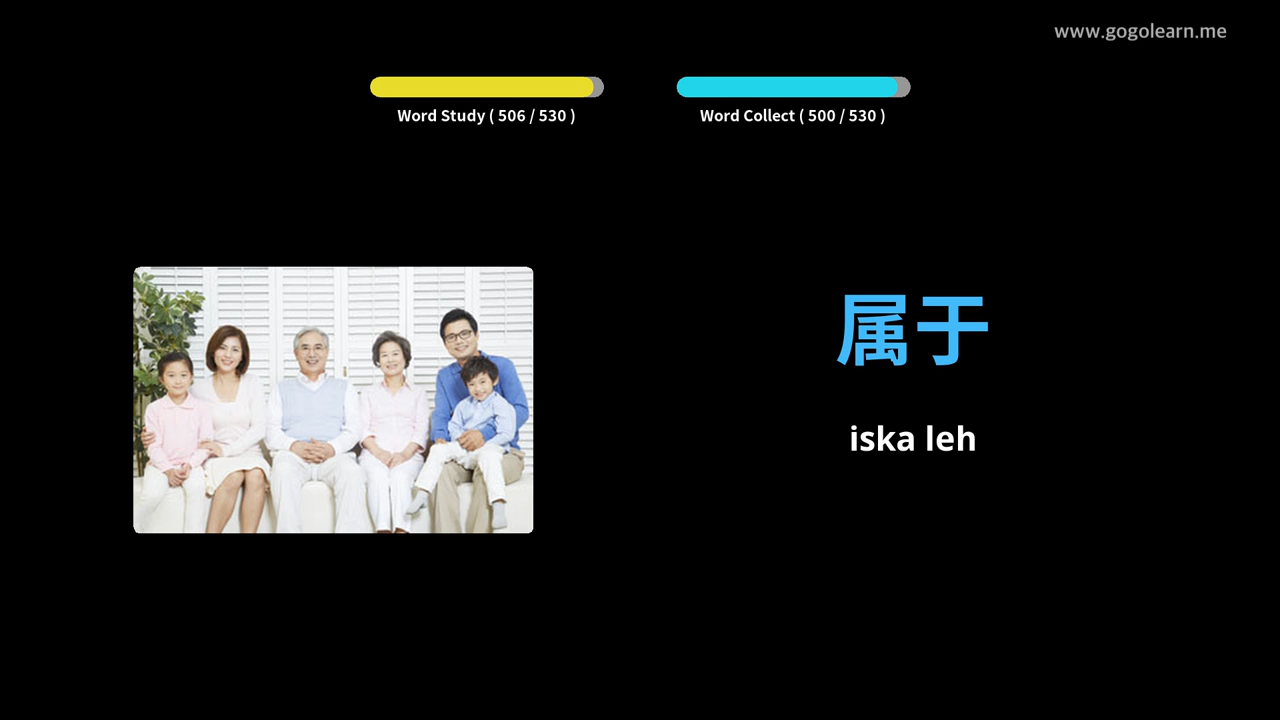 www.gogolearn.me
Word Study ( 506 / 530 )
Word Collect ( 500 / 530 )
属于
iska leh